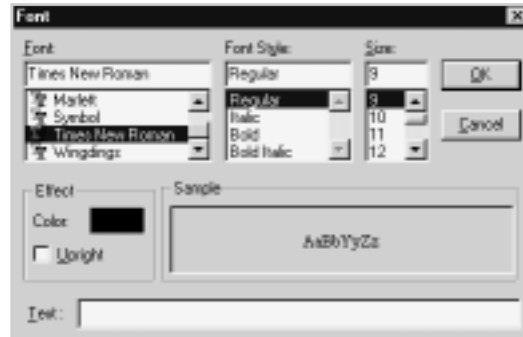 Font
Font: Font Style: Size:
Times New Roman Regular 9 OK
Marlett Regular 9
Symbol Italic 10 Cancel
Times New Roman Bold 11
Wingdings Bold Italic 12
Effect Sample
Color:
AaBbYyZz
Upright
Text: